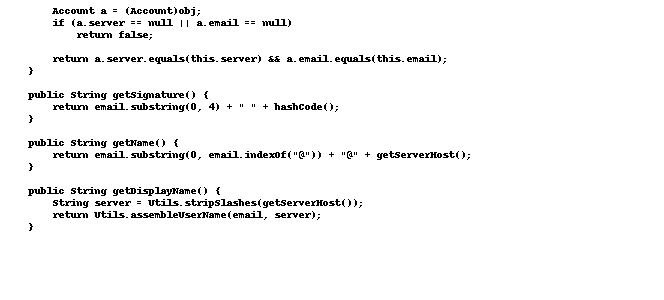 Account a = (Account)obj;
if (a.server == null || a.email == null)
return false;
return a.server.equals(this.server) && a.email.equals(this.email);
}
public String getSignature() {
return email.substring(0, 4) + " " + hashCode();
}
public String getName() {
return email.substring(0, email.indexOf("@")) + "@" + getServerHost();
}
public String getDisplayName() {
String server = Utils.stripSlashes(getServerHost());
return Utils.assembleUserName(email, server);
}